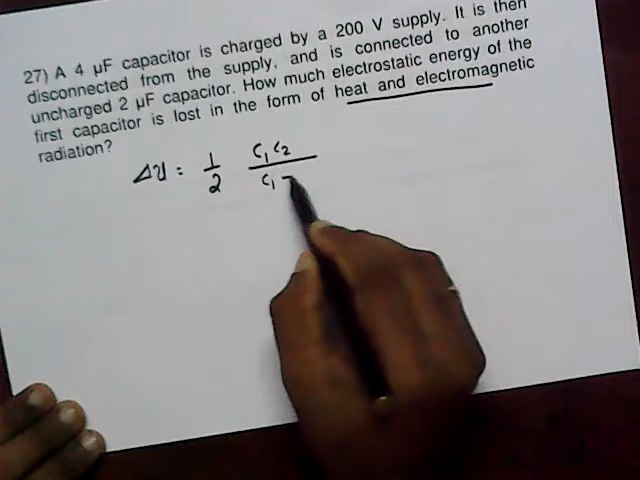 27) A 4 µF capacitor is charged by a 200 V supply. It is then
disconnected from the supply, and is connected to another
uncharged 2 µF capacitor. How much electrostatic energy of the
first capacitor is lost in the form of heat and electromagnetic
radiation?
ΔU = 1/2 C₁C₂/C₁ -